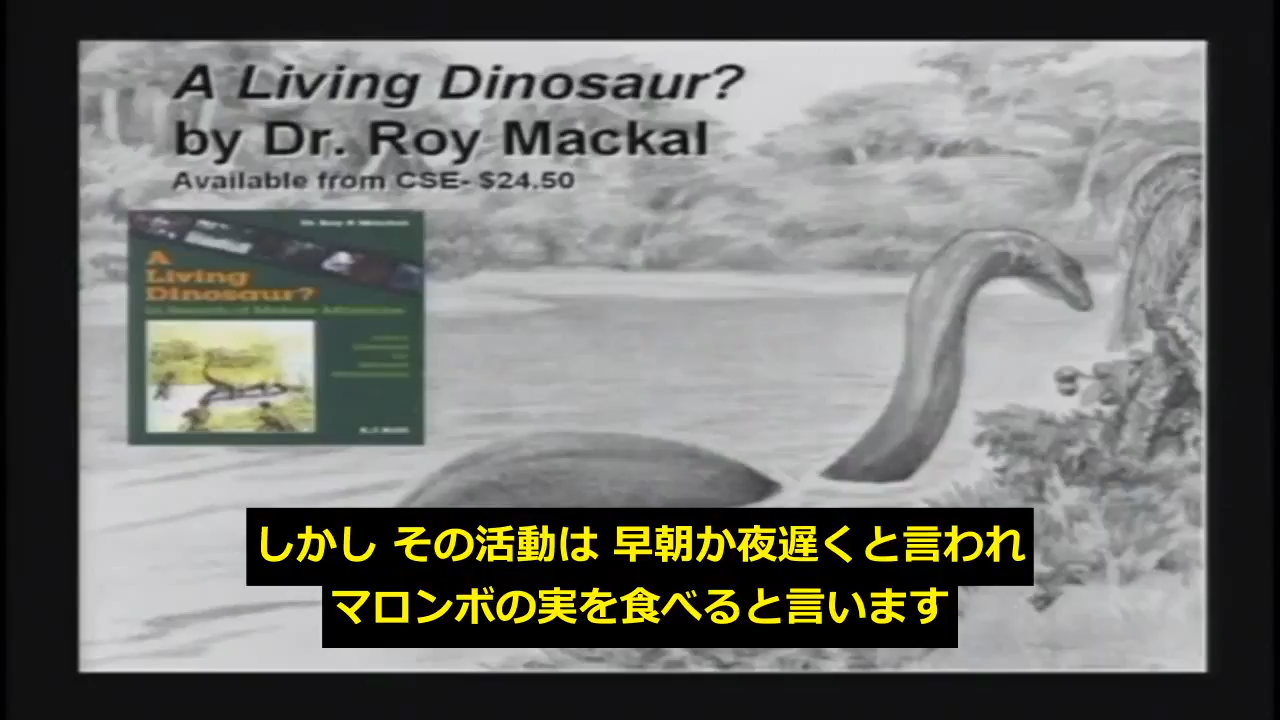 A Living Dinosaur?
by Dr. Roy Mackal
Available from CSE- $24.50
A
Living
Dinosaur?
しかし その活動は 早朝か夜遅くと言われ
マロンボの実を食べると言います